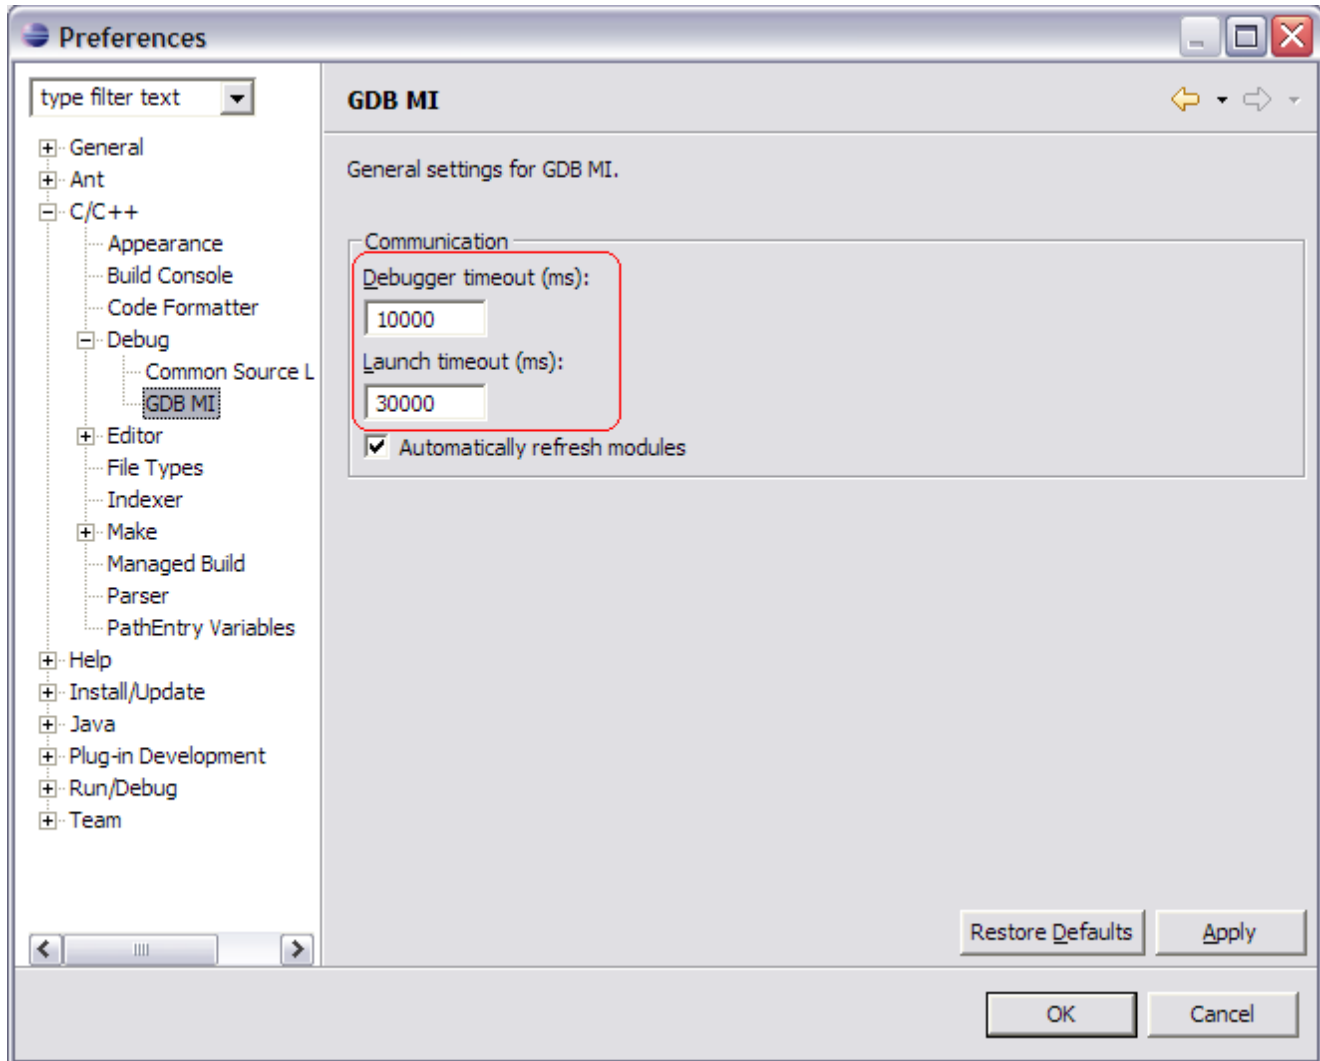 Preferences
type filter text
General
Ant
C/C++
Appearance
Build Console
Code Formatter
Debug
Common Source L
GDB MI
Editor
File Types
Indexer
Make
Managed Build
Parser
PathEntry Variables
Help
Install/Update
Java
Plug-in Development
Run/Debug
Team
GDB MI
General settings for GDB MI.
Communication
Debugger timeout (ms):
10000
Launch timeout (ms):
30000
Automatically refresh modules
Restore Defaults
Apply
OK
Cancel